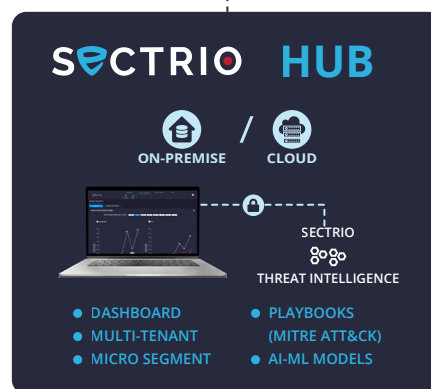 SECTRIO HUB
ON-PREMISE / CLOUD
SECTRIO
THREAT INTELLIGENCE
DASHBOARD
MULTI-TENANT
MICRO SEGMENT
PLAYBOOKS
(MITRE ATT&CK)
AI-ML MODELS